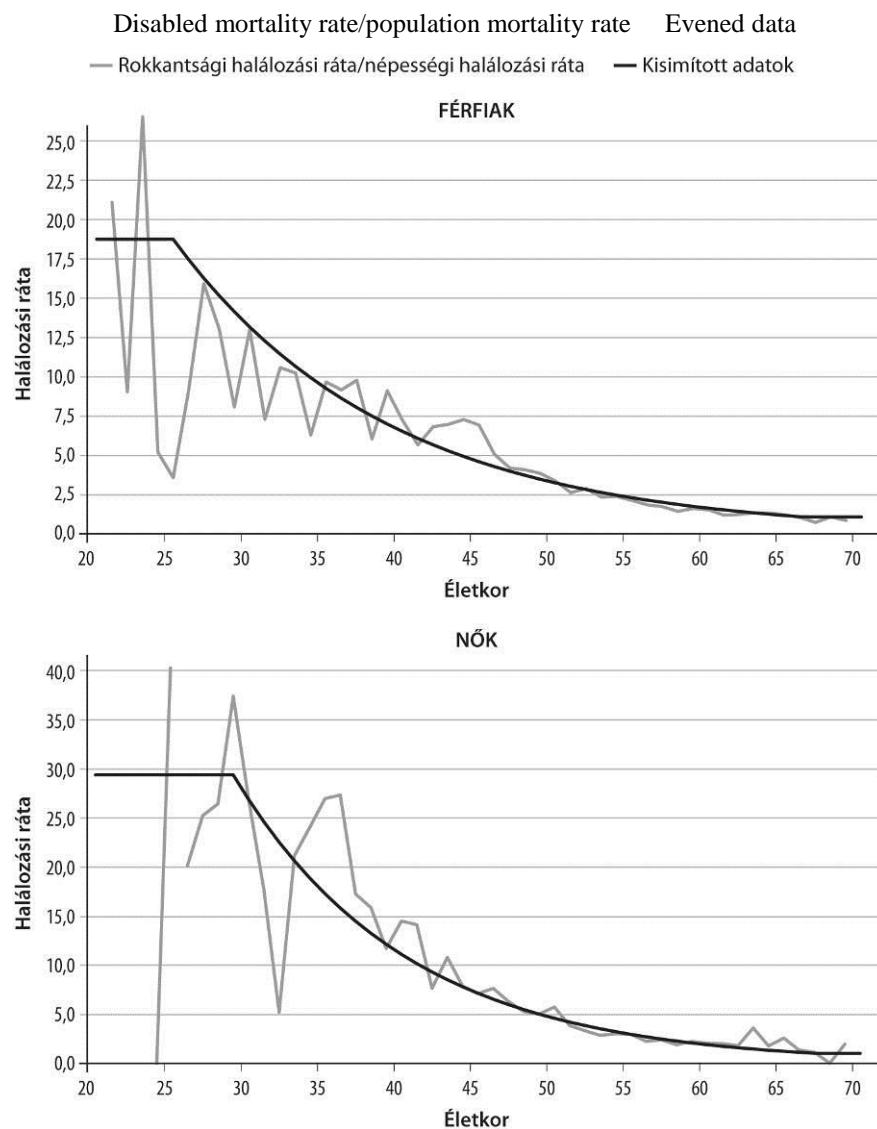 Disabled mortality rate/population mortality rate Evened data
Rokkantsági halálozási ráta/népességi halálozási ráta Kisimított adatok
FÉRFIAK
Halálozási ráta
25,0
22,5
20,0
17,5
15,0
12,5
10,0
7,5
5,0
2,5
0,0
20 25 30 35 40 45 50 55 60 65 70
Életkor
NŐK
Halálozási ráta
40,0
35,0
30,0
25,0
20,0
15,0
10,0
5,0
0,0
20 25 30 35 40 45 50 55 60 65 70
Életkor